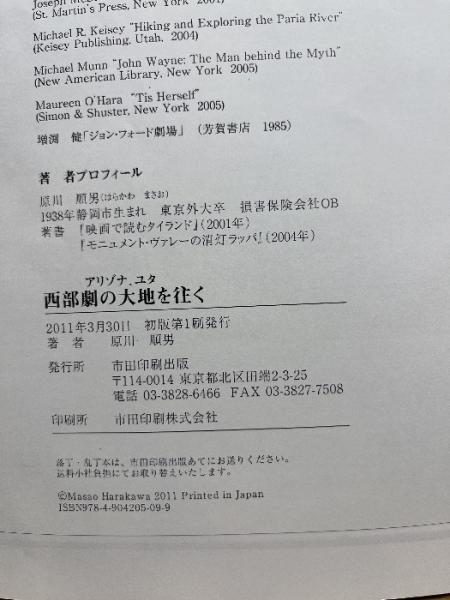 (St. Martin's Press, New York
Michael R. Keisey "Hiking and Exploring the Paria River"
(Keisey Publishing, Utah, 2004)
Michael Munn "John Wayne: The Man behind the Myth"
(New American Library, New York 2005)
Maureen O'Hara "Tis Herself"
(Simon & Shuster, New York 2005)
増渕 健「ジョン・フォード劇場」 (芳賀書店 1985)
著 者プロフィール
原川 順男(はらかわ まさお)
1938年静岡市生まれ 東京外大卒 損害保険会社OB
著書 『映画で読むタイランド』(2001年)
『モニュメント・ヴァレーの消灯ラッパ』(2004年)
アリゾナ、ユタ
西部劇の大地を往く
2011年3月30日 初版第1刷発行
著 者 原川 順男
発行所 市田印刷出版
〒114-0014 東京都北区田端2-3-25
電話 03-3828-6466 FAX 03-3827-7508
印刷所 市田印刷株式会社
落丁・乱丁本は、市田印刷出版あてにお送りください。
送料小社負担にてお取り替えいたします。
©Masao Harakawa 2011 Printed in Japan
ISBN978-4-904205-09-9